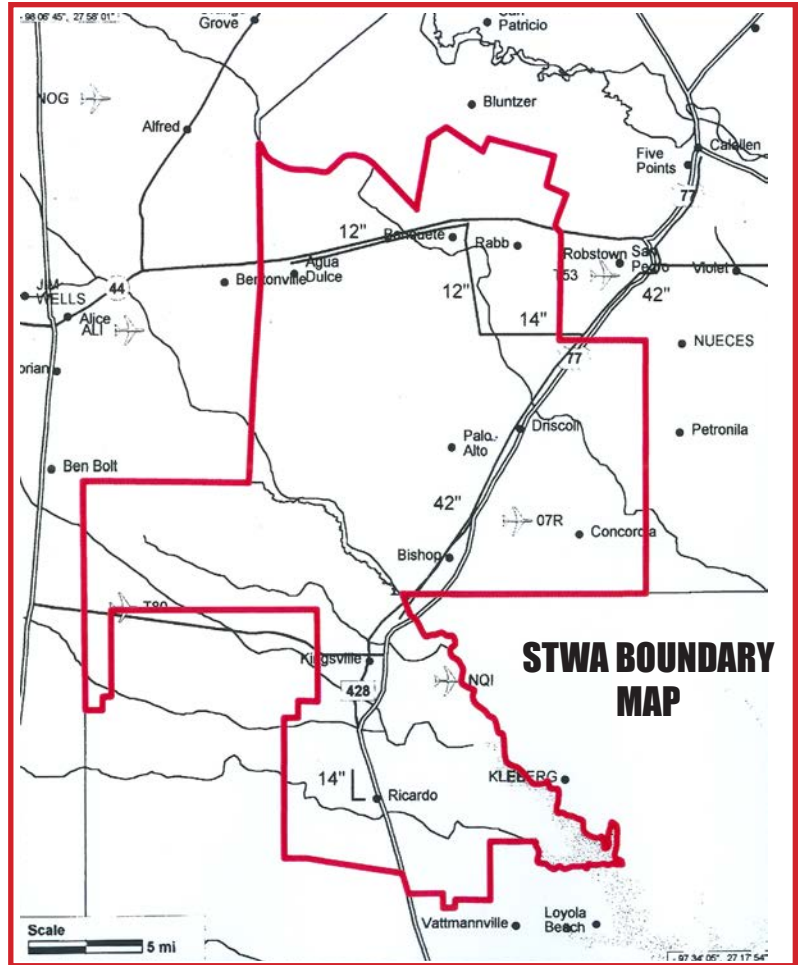 - 98 06' 45", 27 58' 01"
Grove
San
Patricio
Bluntzer
Alfred
Calallen
Five
Points
77
12"
Banquete
Rabb
Robstown
San
Pedro
Violet
T53
Agua
Dulce
Bentonville
44
JIM
WELLS
Alice
ALI
12"
14"
42"
77
NUECES
Driscoll
Petronila
Palo
Alto
Ben Bolt
42"
07R
Concordia
Bishop
Kingsville
428
NQI
STWA BOUNDARY
MAP
KLEBERG
14"
Ricardo
Vattmannville
Loyola
Beach
Scale
5 mi
- 97 34' 05", 27 17' 54"